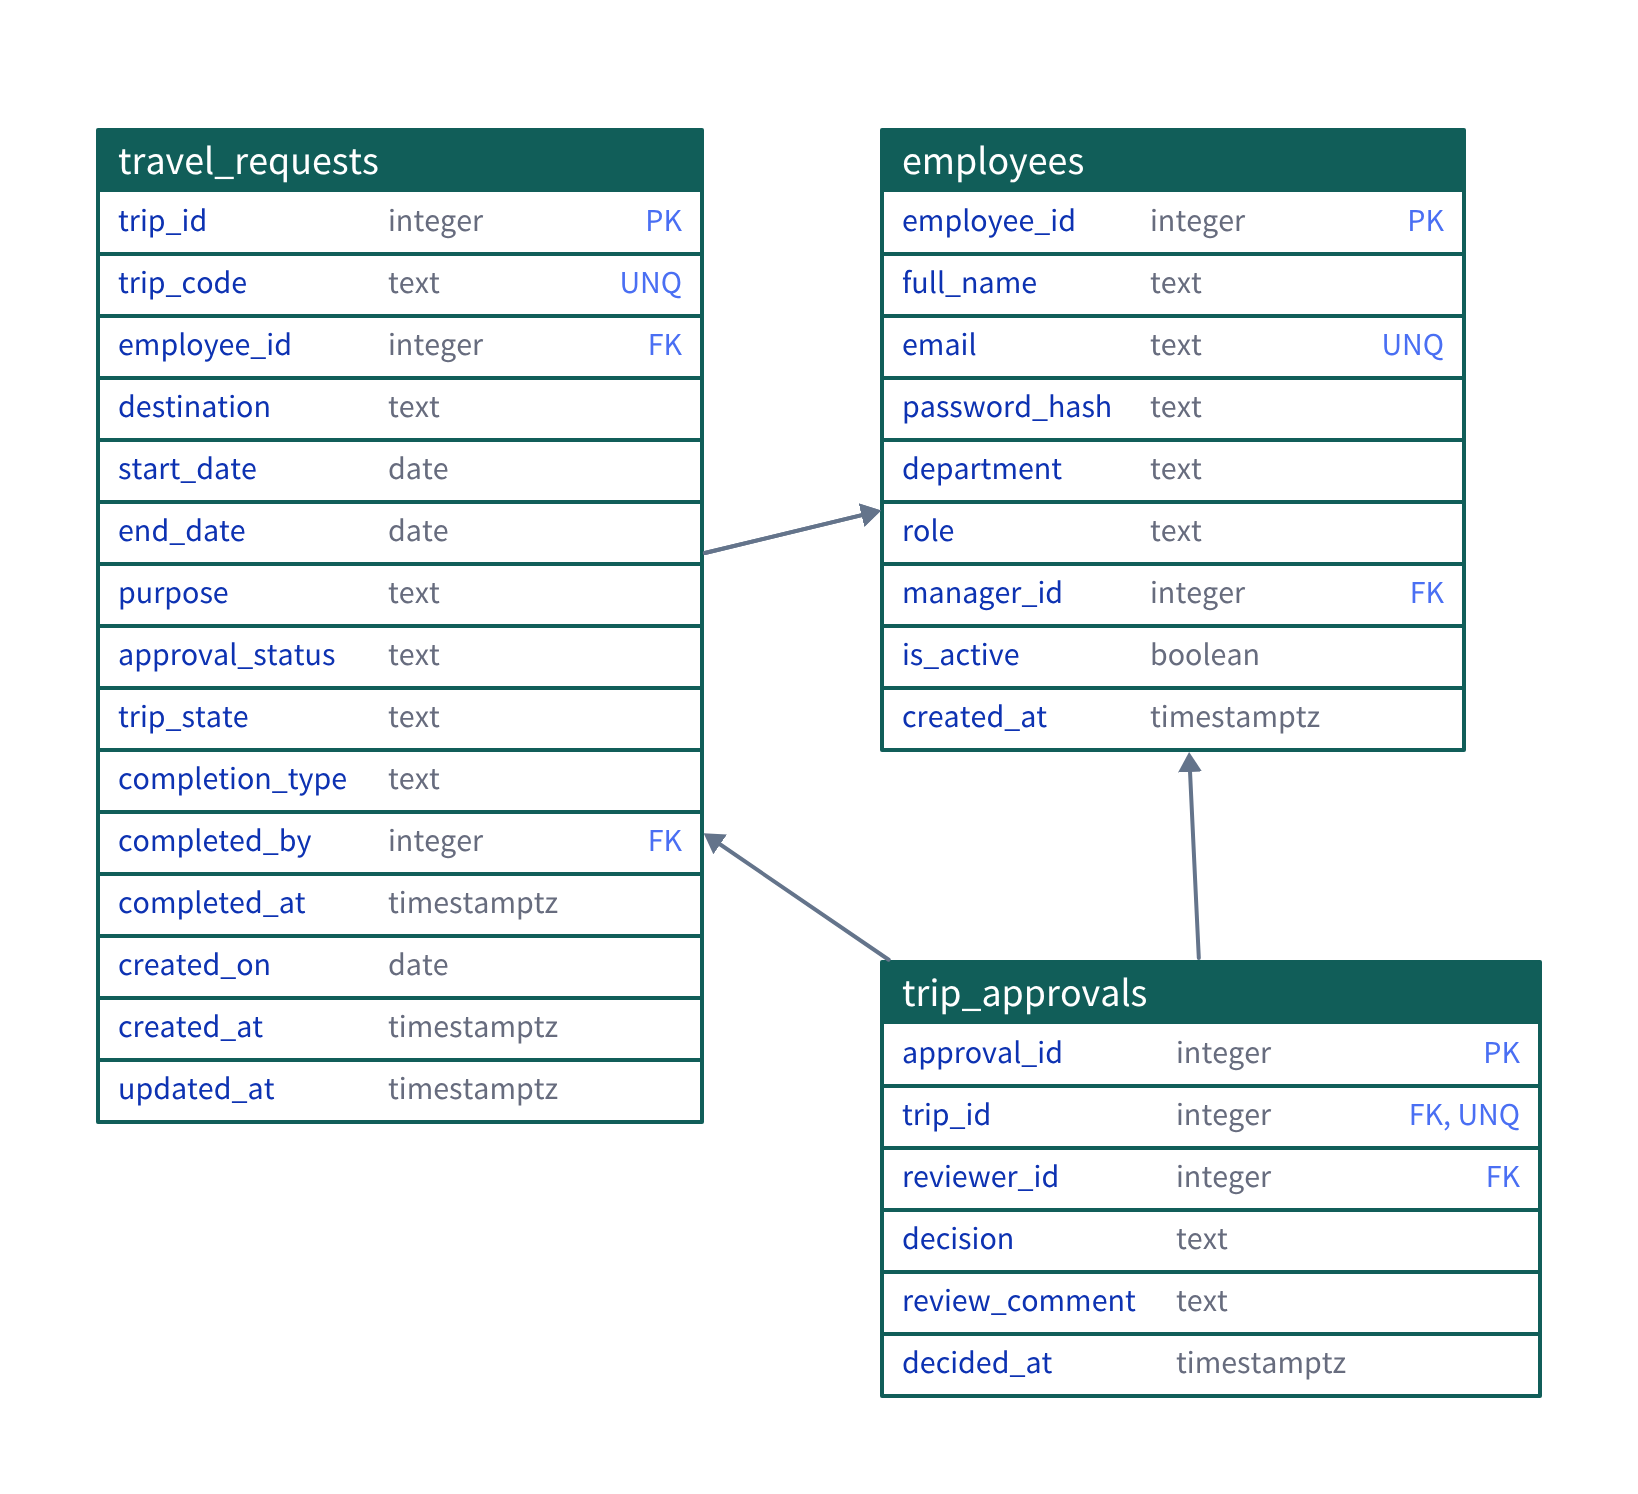 travel_requests
trip_id integer PK
trip_code text UNQ
employee_id integer FK
destination text
start_date date
end_date date
purpose text
approval_status text
trip_state text
completion_type text
completed_by integer FK
completed_at timestamptz
created_on date
created_at timestamptz
updated_at timestamptz
employees
employee_id integer PK
full_name text
email text UNQ
password_hash text
department text
role text
manager_id integer FK
is_active boolean
created_at timestamptz
trip_approvals
approval_id integer PK
trip_id integer FK, UNQ
reviewer_id integer FK
decision text
review_comment text
decided_at timestamptz